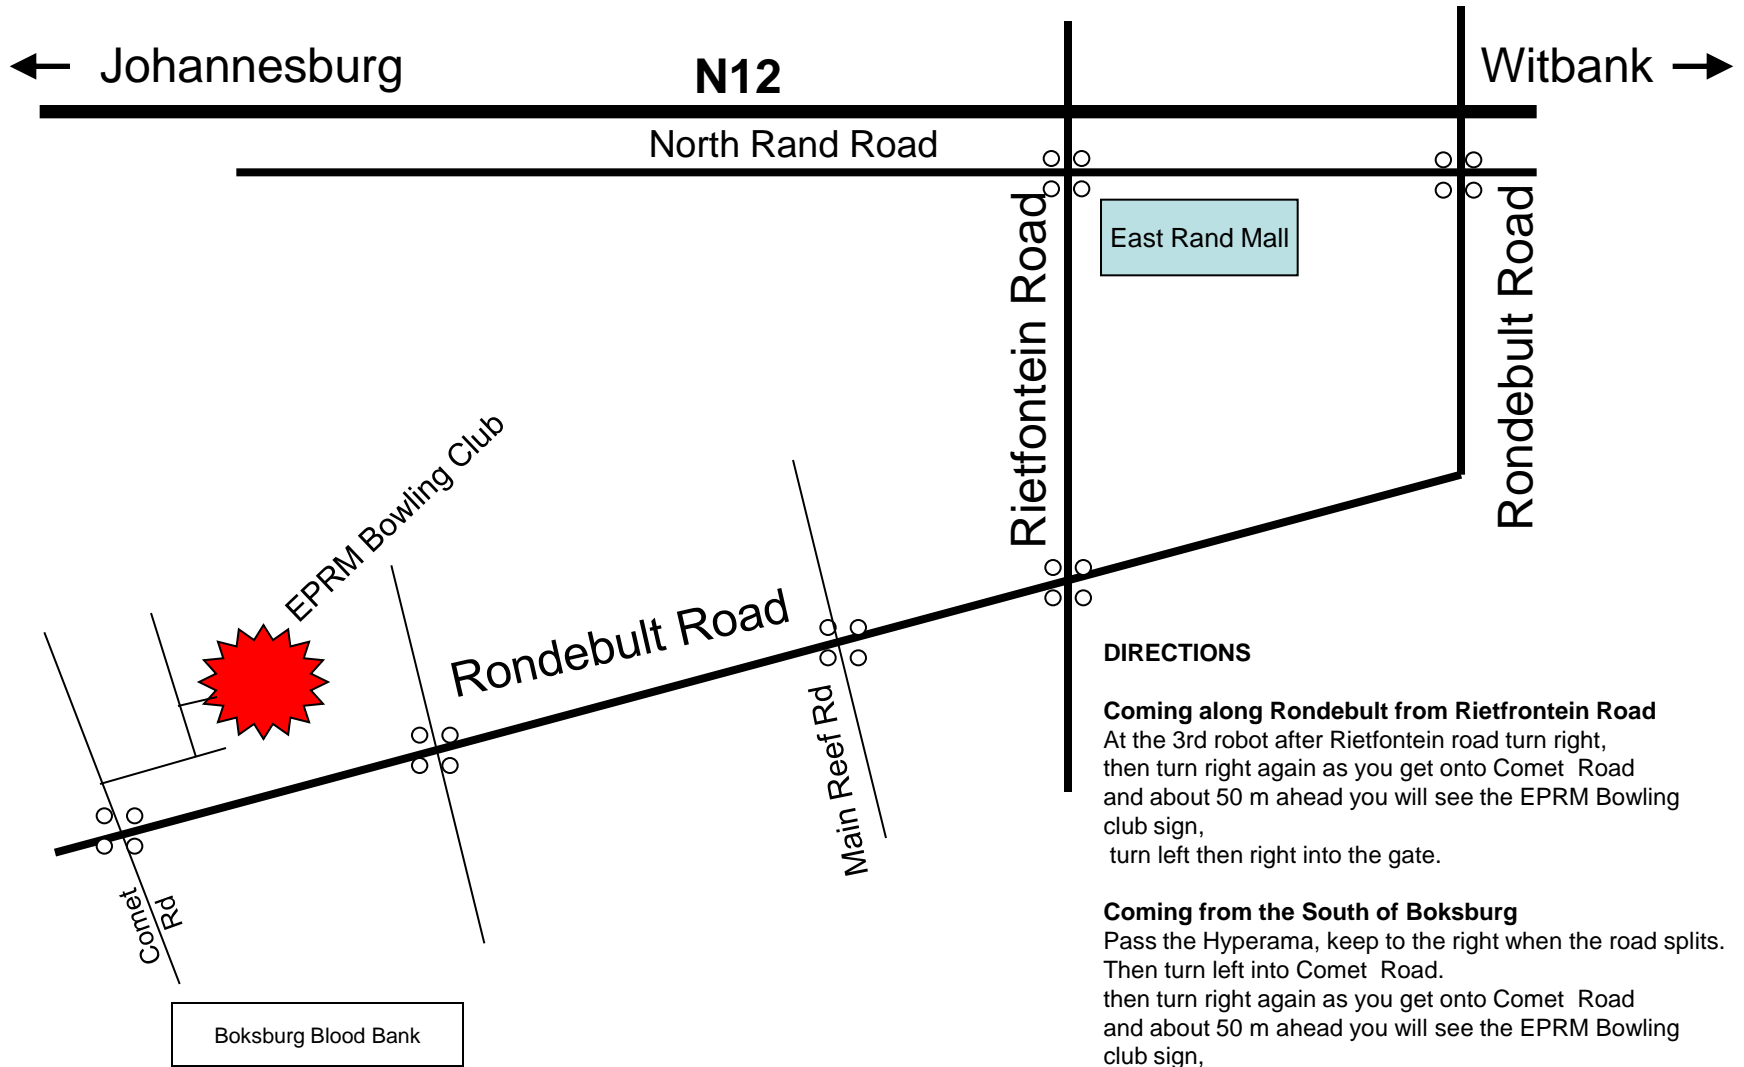 Johannesburg
N12
Witbank
North Rand Road
East Rand Mall
Rietfontein Road
Rondebult Road
EPRM Bowling Club
Rondebult Road
Main Reef Rd
Comet
Rd
Boksburg Blood Bank
DIRECTIONS
Coming along Rondebult from Rietfrontein Road
At the 3rd robot after Rietfontein road turn right,
then turn right again as you get onto Comet  Road
and about 50 m ahead you will see the EPRM Bowling
club sign,
turn left then right into the gate.
Coming from the South of Boksburg
Pass the Hyperama, keep to the right when the road splits.
Then turn left into Comet  Road.
then turn right again as you get onto Comet  Road
and about 50 m ahead you will see the EPRM Bowling
club sign,